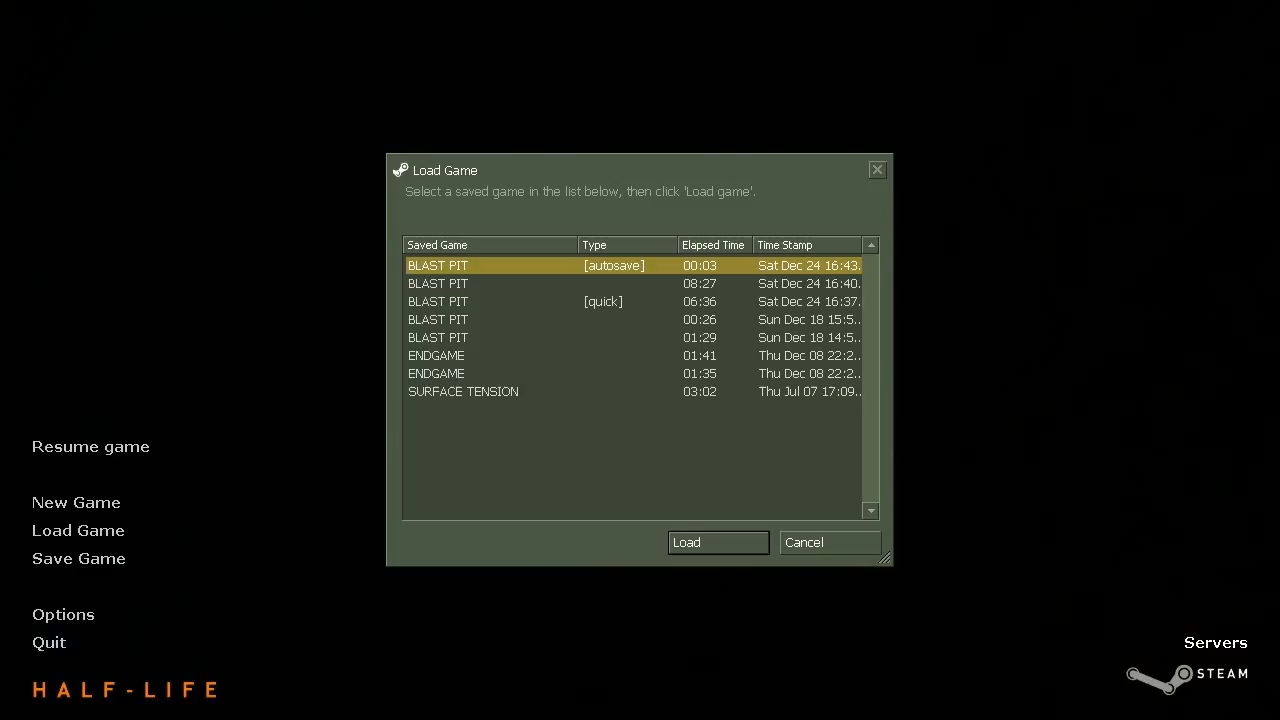 Load Game
Select a saved game in the list below, then click 'Load game'.
Saved Game Type Elapsed Time Time Stamp
BLAST PIT [autosave] 00:03 Sat Dec 24 16:43.
BLAST PIT 08:27 Sat Dec 24 16:40.
BLAST PIT [quick] 06:36 Sat Dec 24 16:37.
BLAST PIT 00:26 Sun Dec 18 15:5..
BLAST PIT 01:29 Sun Dec 18 14:5..
ENDGAME 01:41 Thu Dec 08 22:2..
ENDGAME 01:35 Thu Dec 08 22:2..
SURFACE TENSION 03:02 Thu Jul 07 17:09..
Load Cancel
Resume game
New Game
Load Game
Save Game
Options
Quit
HALF-LIFE
Servers
STEAM